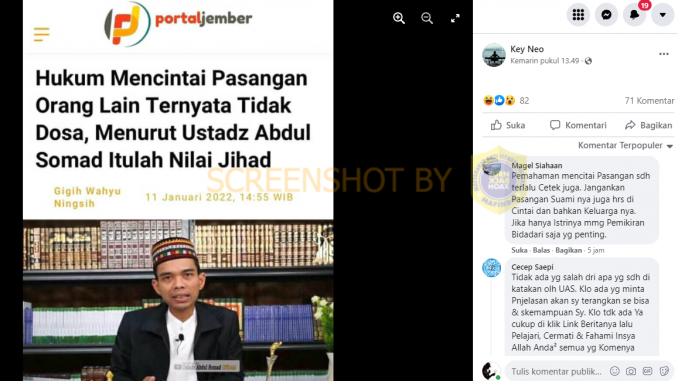 portaljember
Hukum Mencintai Pasangan
Orang Lain Ternyata Tidak
Dosa, Menurut Ustadz Abdul
Somad Itulah Nilai Jihad
Gigih Wahyu
Ningsih
11 Januari 2022, 14:55 WIB
SCREENSHOT BY
19
Key Neo
Kemarin pukul 13.49
82
71 Komentar
Suka
Komentari
Bagikan
Komentar Terpopuler
Magel Siahaan
Pemahaman mencitai Pasangan sdh
terlalu Cetek juga. Jangankan
Pasangan Suami nya juga hrs di
Cintai dan bahkan Keluarga nya.
Jika hanya Istrinya mmg Pemikiran
Bidadari saja yg penting.
Suka · Balas · Bagikan · 5 jam
Cecep Saepi
Tidak ada yg salah dri apa yg sdh di
katakan olh UAS. Klo ada yg minta
Pnjelasan akan sy terangkan se bisa
& skemampuan Sy. Klo tdk ada Ya
cukup di klik Link Beritanya lalu
Pelajari, Cermati & Fahami Insya
Allah Anda² semua yg Komenya
Tulis komentar publik...